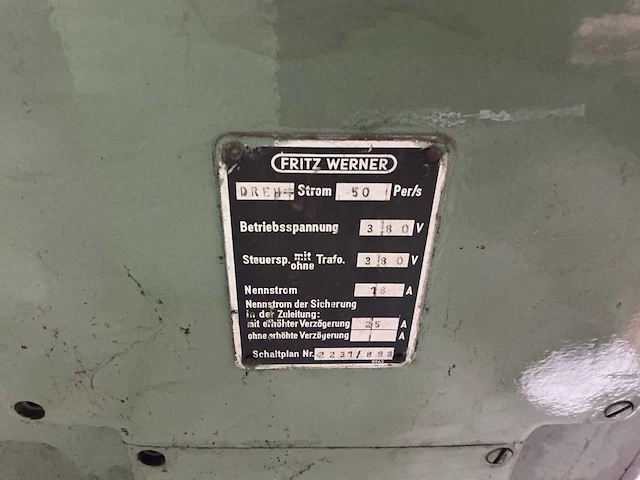 FRITZ WERNER
DREH- Strom 50 Per/s
Betriebsspannung 380 V
Steuersp. mit ohne Trafo. 380 V
Nennstrom 16 A
Nennstrom der Sicherung
in der Zuleitung:
mit erhöhter Verzögerung 25 A
ohne erhöhte Verzögerung A
Schaltplan Nr. 2231/888